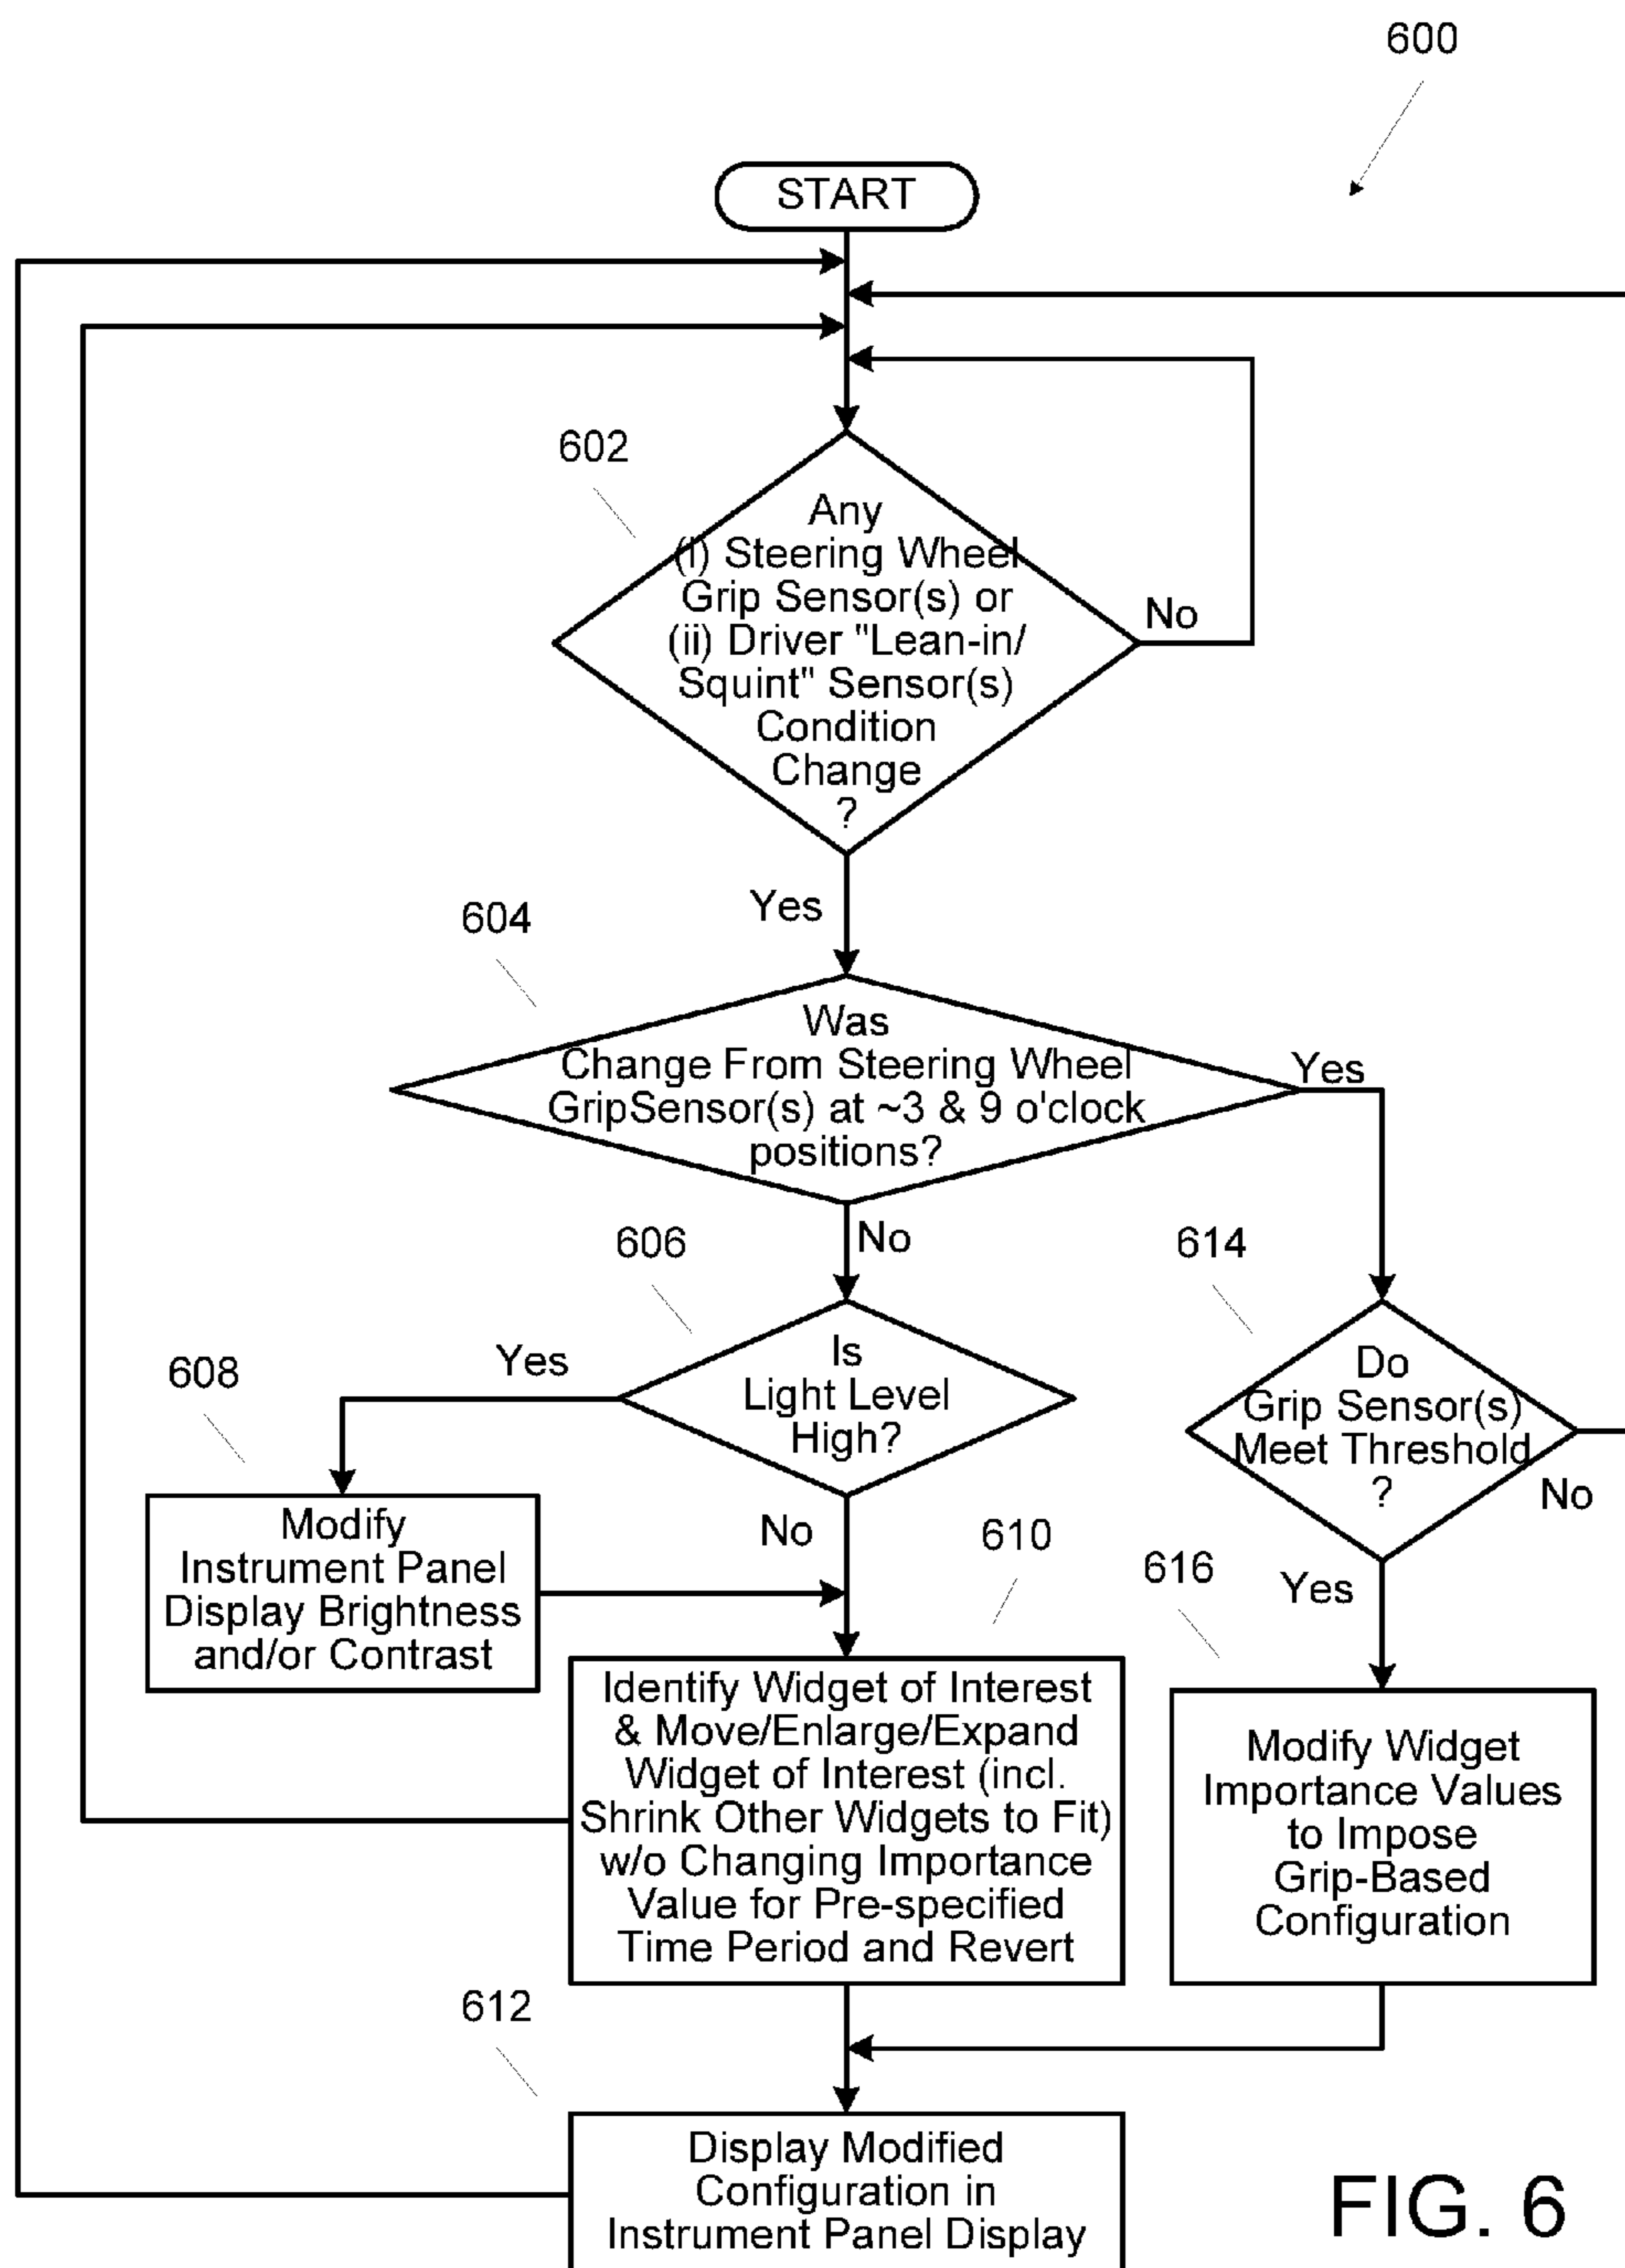 600
START
602
Any
(i) Steering Wheel
Grip Sensor(s) or
(ii) Driver "Lean-in/
Squint" Sensor(s)
Condition
Change
?
No
Yes
604
Was
Change From Steering Wheel
GripSensor(s) at ~3 & 9 o'clock
positions?
Yes
No
606
Is
Light Level
High?
Yes
No
608
Modify
Instrument Panel
Display Brightness
and/or Contrast
614
Do
Grip Sensor(s)
Meet Threshold
?
No
Yes
610
Identify Widget of Interest
& Move/Enlarge/Expand
Widget of Interest (incl.
Shrink Other Widgets to Fit)
w/o Changing Importance
Value for Pre-specified
Time Period and Revert
616
Modify Widget
Importance Values
to Impose
Grip-Based
Configuration
612
Display Modified
Configuration in
Instrument Panel Display
FIG. 6